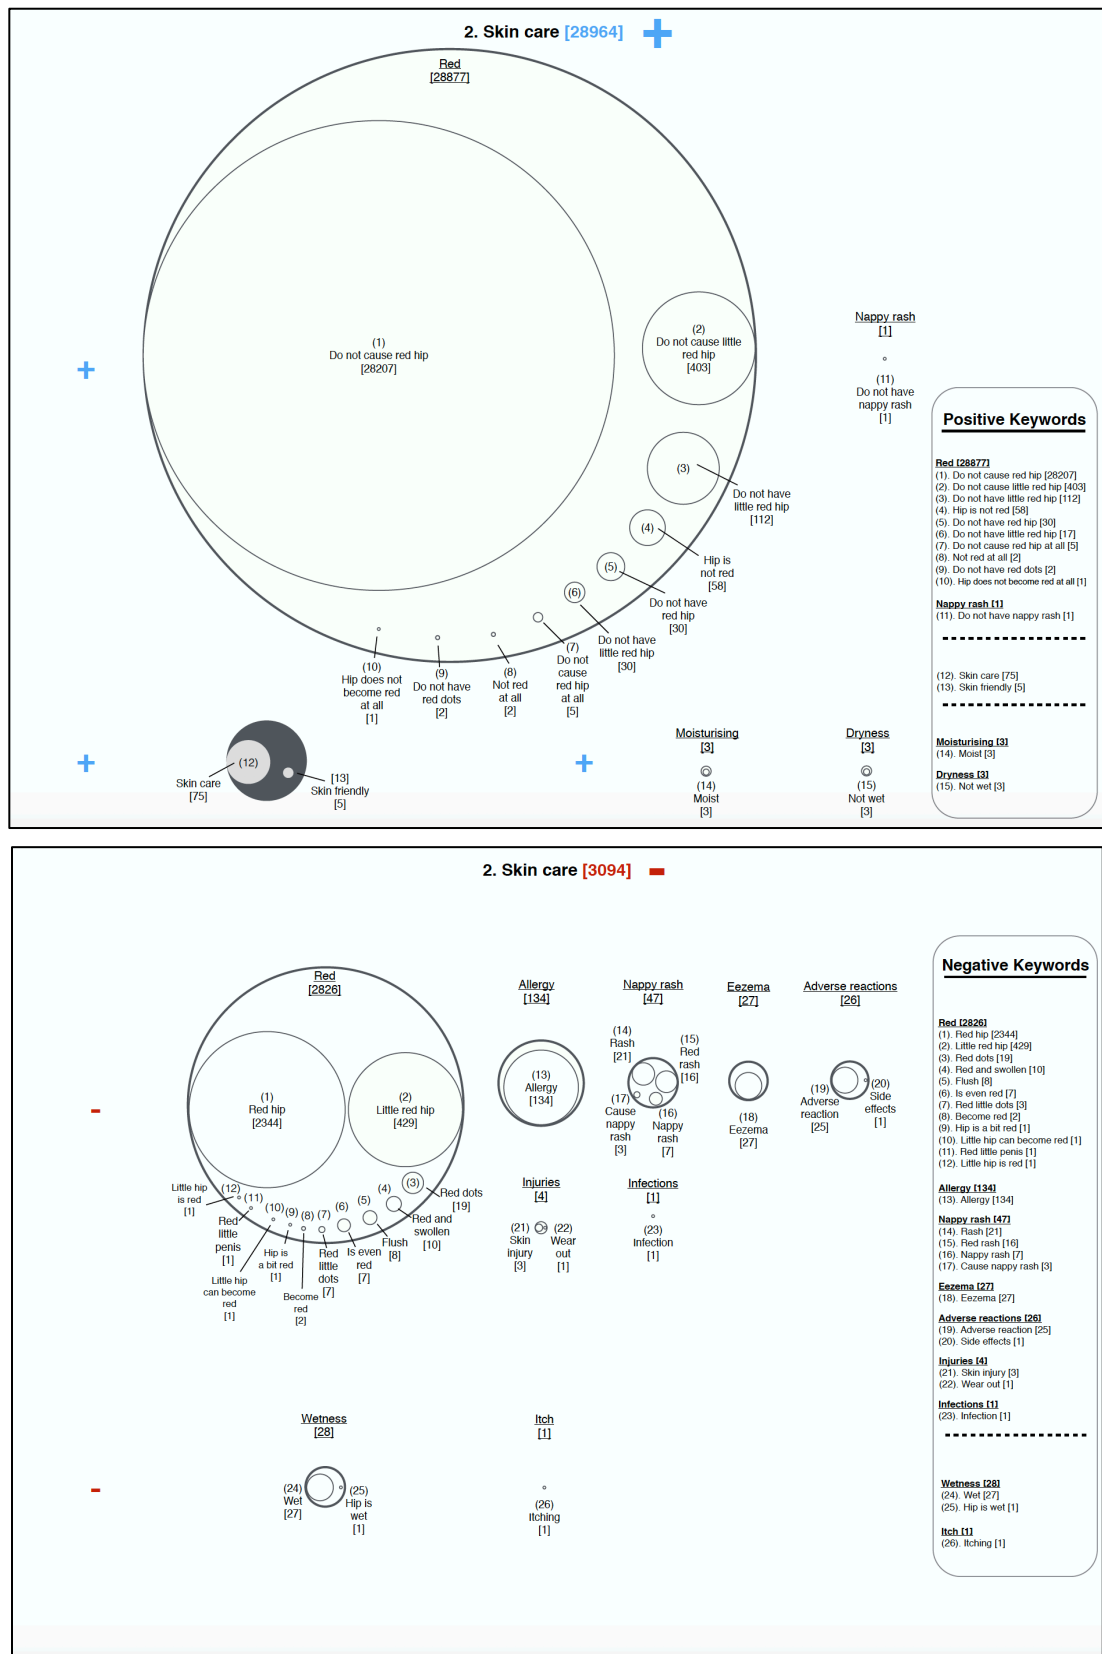 2. Skin care [28964] +
Red
[28877]
(1)
Do not cause red hip
[28207]
(2)
Do not cause little
red hip
[403]
(3)
Do not have
little red hip
[112]
(4)
Hip is
not red
[58]
(5)
Do not have
red hip
[30]
(6)
Do not have
little red hip
[30]
(7)
Do not
cause
red hip
at all
[5]
(8)
Not red
at all
[2]
(9)
Do not have
red dots
[2]
(10)
Hip does not
become red
at all
[1]
Nappy rash
[1]
(11)
Do not have
nappy rash
[1]
+
+
(12)
Skin care
[75]
[13]
Skin friendly
[5]
+
Moisturising
[3]
(14)
Moist
[3]
Dryness
[3]
(15)
Not wet
[3]
Positive Keywords
Red [28877]
(1). Do not cause red hip [28207]
(2). Do not cause little red hip [403]
(3). Do not have little red hip [112]
(4). Hip is not red [58]
(5). Do not have red hip [30]
(6). Do not have little red hip [17]
(7). Do not cause red hip at all [5]
(8). Not red at all [2]
(9). Do not have red dots [2]
(10). Hip does not become red at all [1]
Nappy rash [1]
(11). Do not have nappy rash [1]
(12). Skin care [75]
(13). Skin friendly [5]
Moisturising [3]
(14). Moist [3]
Dryness [3]
(15). Not wet [3]
2. Skin care [3094] -
Red
[2826]
(1)
Red hip
[2344]
(2)
Little red hip
[429]
(3)
Red dots
[19]
(4)
Red and
swollen
[10]
(5)
Flush
[8]
(6)
Is even
red
[7]
(7)
Red
little
dots
[7]
(8)
Become
red
[2]
(9)
Hip is
a bit red
[1]
(10)
Little hip
can become
red
[1]
(11)
Red
little
penis
[1]
(12)
Little hip
is red
[1]
Allergy
[134]
(13)
Allergy
[134]
Nappy rash
[47]
(14)
Rash
[21]
(15)
Red
rash
[16]
(16)
Nappy
rash
[7]
(17)
Cause
nappy
rash
[3]
Eezema
[27]
(18)
Eezema
[27]
Adverse reactions
[26]
(19)
Adverse
reaction
[25]
(20)
Side
effects
[1]
-
Injuries
[4]
(21)
Skin
injury
[3]
(22)
Wear
out
[1]
Infections
[1]
(23)
Infection
[1]
Wetness
[28]
(24)
Wet
[27]
(25)
Hip is
wet
[1]
Itch
[1]
(26)
Itching
[1]
-
Negative Keywords
Red [2826]
(1). Red hip [2344]
(2). Little red hip [429]
(3). Red dots [19]
(4). Red and swollen [10]
(5). Flush [8]
(6). Is even red [7]
(7). Red little dots [3]
(8). Become red [2]
(9). Hip is a bit red [1]
(10). Little hip can become red [1]
(11). Red little penis [1]
(12). Little hip is red [1]
Allergy [134]
(13). Allergy [134]
Nappy rash [47]
(14). Rash [21]
(15). Red rash [16]
(16). Nappy rash [7]
(17). Cause nappy rash [3]
Eezema [27]
(18). Eezema [27]
Adverse reactions [26]
(19). Adverse reaction [25]
(20). Side effects [1]
Injuries [4]
(21). Skin injury [3]
(22). Wear out [1]
Infections [1]
(23). Infection [1]
Wetness [28]
(24). Wet [27]
(25). Hip is wet [1]
Itch [1]
(26). Itching [1]